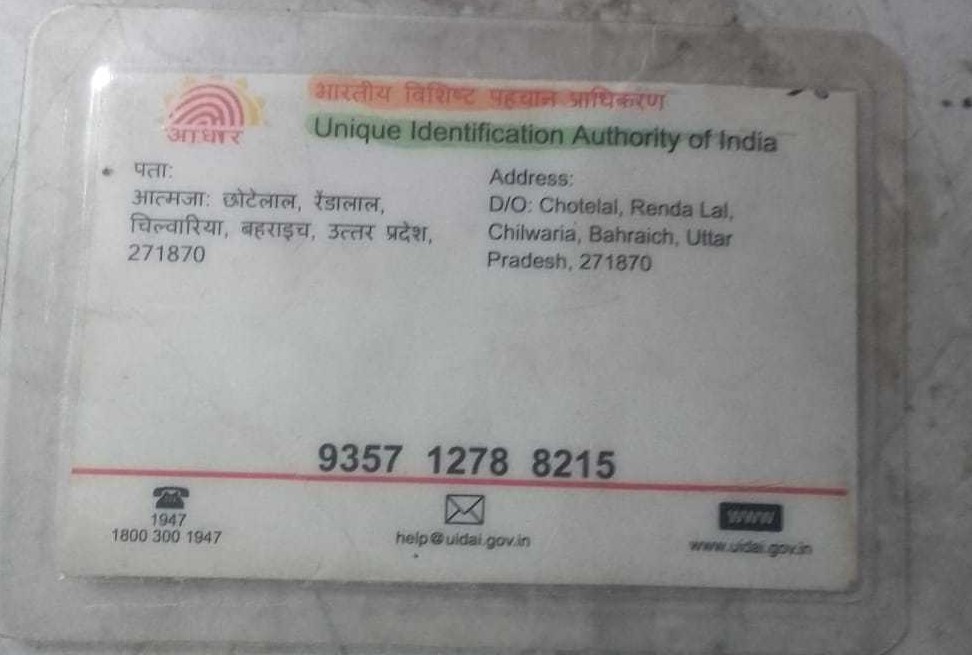 भारतीय विशिष्ट पहचान प्राधिकरण
Unique Identification Authority of India
आधार
पता:
आत्मजा: छोटेलाल, रेंडालाल,
चिल्वारिया, बहराइच, उत्तर प्रदेश,
271870
Address:
D/O: Chotelal, Renda Lal,
Chilwaria, Bahraich, Uttar
Pradesh, 271870
9357 1278 8215
1947
1800 300 1947
help@uidai.gov.in
www
www.uidai.gov.in